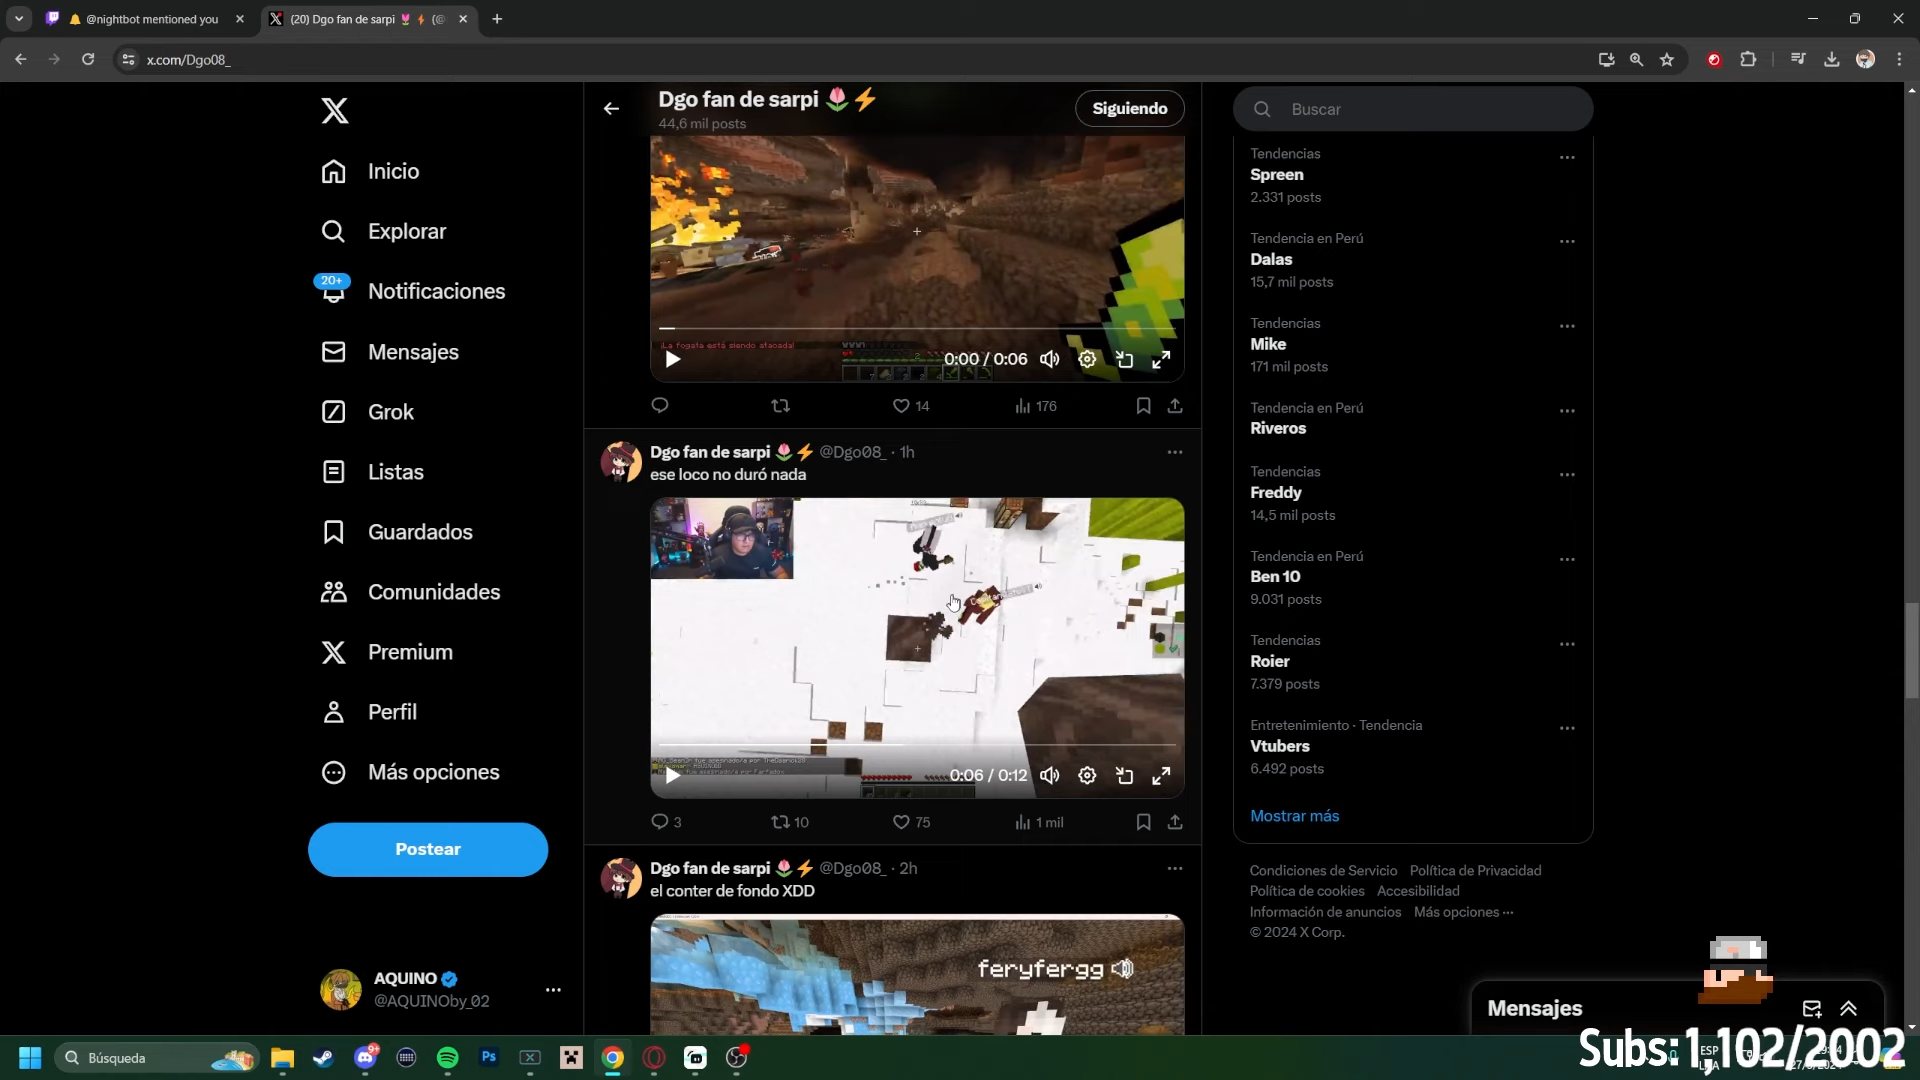 🔔 @nightbot mentioned you
(20) Dgo fan de sarpi 🌷⚡ (@
x.com/Dgo08_
Inicio
Explorar
20+
Notificaciones
Mensajes
Grok
Listas
Guardados
Comunidades
Premium
Perfil
Más opciones
Postear
AQUINO
@AQUINOby_02
Dgo fan de sarpi 🌷⚡
44,6 mil posts
Siguiendo
¡La fogata está siendo atacada!
0:00 / 0:06
14
176
Dgo fan de sarpi 🌷⚡ @Dgo08_ · 1h
ese loco no duró nada
0:06 / 0:12
3
10
75
1 mil
Dgo fan de sarpi 🌷⚡ @Dgo08_ · 2h
el conter de fondo XDD
feryfergg
Buscar
Tendencias
Spreen
2.331 posts
Tendencia en Perú
Dalas
15,7 mil posts
Tendencias
Mike
171 mil posts
Tendencia en Perú
Riveros
Tendencias
Freddy
14,5 mil posts
Tendencia en Perú
Ben 10
9.031 posts
Tendencias
Roier
7.379 posts
Entretenimiento · Tendencia
Vtubers
6.492 posts
Mostrar más
Condiciones de Servicio Política de Privacidad
Política de cookies Accesibilidad
Información de anuncios Más opciones ···
© 2024 X Corp.
Mensajes
Búsqueda
9+
Ps
ESP
Subs: 1,102/2002